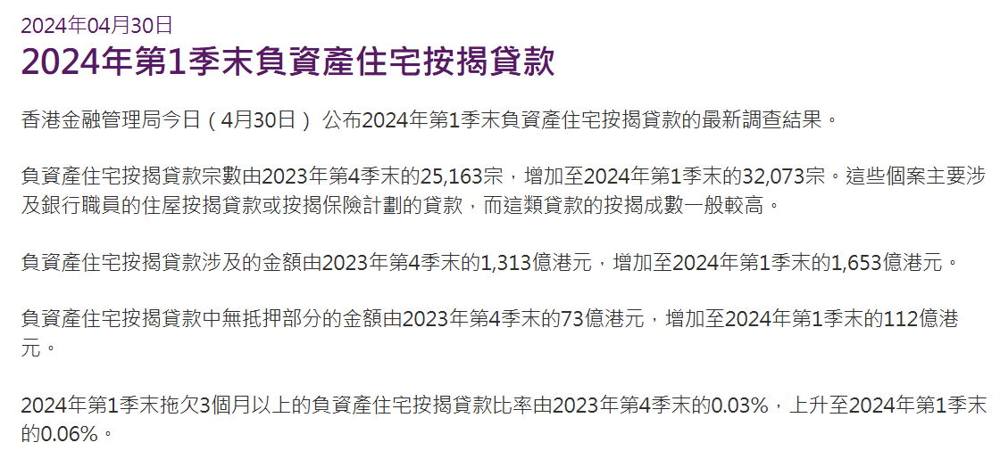 2024年04月30日
2024年第1季末負資產住宅按揭貸款
香港金融管理局今日（4月30日） 公布2024年第1季末負資產住宅按揭貸款的最新調查結果。
負資產住宅按揭貸款宗數由2023年第4季末的25,163宗，增加至2024年第1季末的32,073宗。這些個案主要涉
及銀行職員的住屋按揭貸款或按揭保險計劃的貸款，而這類貸款的按揭成數一般較高。
負資產住宅按揭貸款涉及的金額由2023年第4季末的1,313億港元，增加至2024年第1季末的1,653億港元。
負資產住宅按揭貸款中無抵押部分的金額由2023年第4季末的73億港元，增加至2024年第1季末的112億港
元。
2024年第1季末拖欠3個月以上的負資產住宅按揭貸款比率由2023年第4季末的0.03%，上升至2024年第1季末
的0.06%。